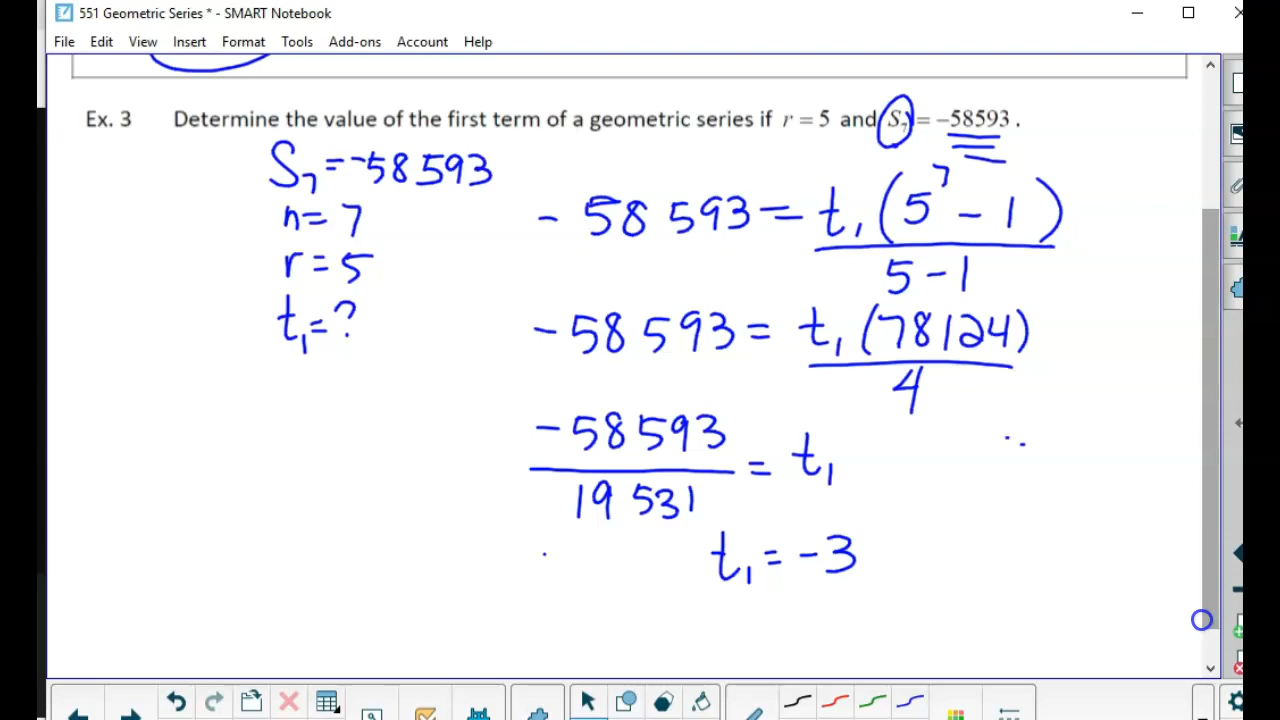 551 Geometric Series * - SMART Notebook
File Edit View Insert Format Tools Add-ons Account Help
Ex. 3 Determine the value of the first term of a geometric series if r = 5 and S₇ = −58593 .
S₇ = -58 593
n = 7
r = 5
t₁ = ?
- 58 593 = t₁ (5⁷ - 1)
5 - 1
- 58 593 = t₁ (78124)
4
- 58 593
19 531
= t₁
t₁ = - 3